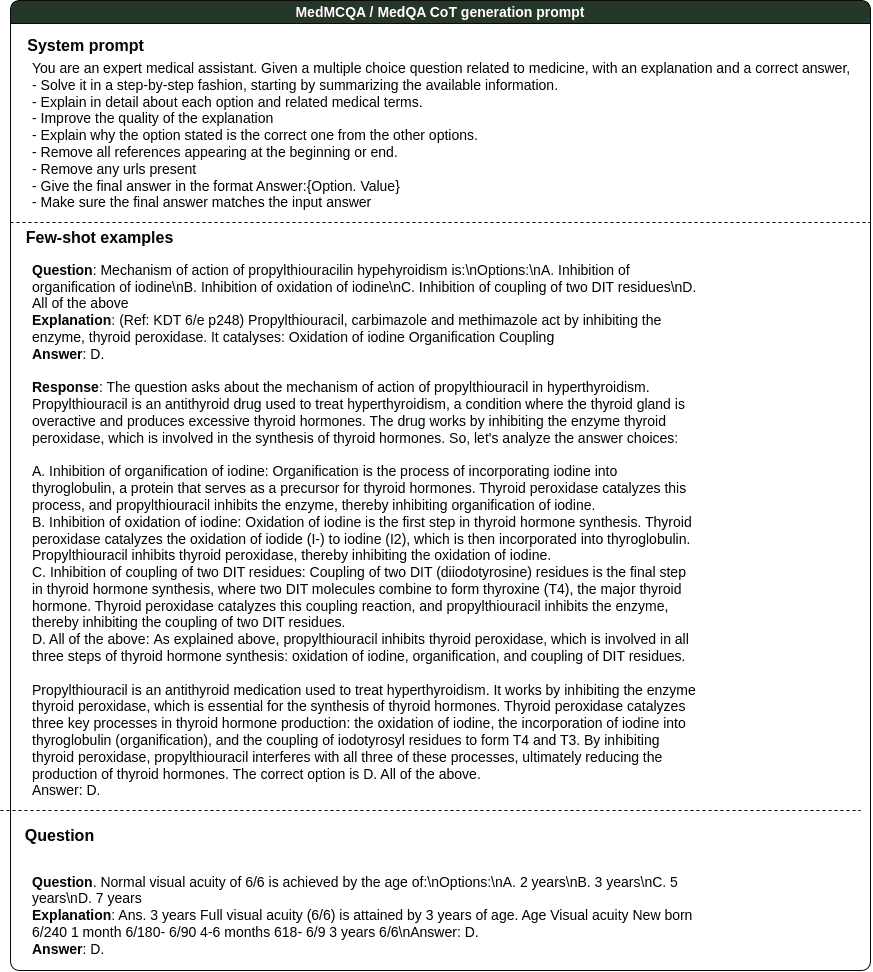 MedMCQA / MedQA CoT generation prompt
System prompt
You are an expert medical assistant. Given a multiple choice question related to medicine, with an explanation and a correct answer,
- Solve it in a step-by-step fashion, starting by summarizing the available information.
- Explain in detail about each option and related medical terms.
- Improve the quality of the explanation
- Explain why the option stated is the correct one from the other options.
- Remove all references appearing at the beginning or end.
- Remove any urls present
- Give the final answer in the format Answer:{Option. Value}
- Make sure the final answer matches the input answer
Few-shot examples
Question: Mechanism of action of propylthiouracilin hypehyroidism is:\nOptions:\nA. Inhibition of
organification of iodine\nB. Inhibition of oxidation of iodine\nC. Inhibition of coupling of two DIT residues\nD.
All of the above
Explanation: (Ref: KDT 6/e p248) Propylthiouracil, carbimazole and methimazole act by inhibiting the
enzyme, thyroid peroxidase. It catalyses: Oxidation of iodine Organification Coupling
Answer: D.
Response: The question asks about the mechanism of action of propylthiouracil in hyperthyroidism.
Propylthiouracil is an antithyroid drug used to treat hyperthyroidism, a condition where the thyroid gland is
overactive and produces excessive thyroid hormones. The drug works by inhibiting the enzyme thyroid
peroxidase, which is involved in the synthesis of thyroid hormones. So, let's analyze the answer choices:
A. Inhibition of organification of iodine: Organification is the process of incorporating iodine into
thyroglobulin, a protein that serves as a precursor for thyroid hormones. Thyroid peroxidase catalyzes this
process, and propylthiouracil inhibits the enzyme, thereby inhibiting organification of iodine.
B. Inhibition of oxidation of iodine: Oxidation of iodine is the first step in thyroid hormone synthesis. Thyroid
peroxidase catalyzes the oxidation of iodide (I-) to iodine (I2), which is then incorporated into thyroglobulin.
Propylthiouracil inhibits thyroid peroxidase, thereby inhibiting the oxidation of iodine.
C. Inhibition of coupling of two DIT residues: Coupling of two DIT (diiodotyrosine) residues is the final step
in thyroid hormone synthesis, where two DIT molecules combine to form thyroxine (T4), the major thyroid
hormone. Thyroid peroxidase catalyzes this coupling reaction, and propylthiouracil inhibits the enzyme,
thereby inhibiting the coupling of two DIT residues.
D. All of the above: As explained above, propylthiouracil inhibits thyroid peroxidase, which is involved in all
three steps of thyroid hormone synthesis: oxidation of iodine, organification, and coupling of DIT residues.
Propylthiouracil is an antithyroid medication used to treat hyperthyroidism. It works by inhibiting the enzyme
thyroid peroxidase, which is essential for the synthesis of thyroid hormones. Thyroid peroxidase catalyzes
three key processes in thyroid hormone production: the oxidation of iodine, the incorporation of iodine into
thyroglobulin (organification), and the coupling of iodotyrosyl residues to form T4 and T3. By inhibiting
thyroid peroxidase, propylthiouracil interferes with all three of these processes, ultimately reducing the
production of thyroid hormones. The correct option is D. All of the above.
Answer: D.
Question
Question. Normal visual acuity of 6/6 is achieved by the age of:\nOptions:\nA. 2 years\nB. 3 years\nC. 5
years\nD. 7 years
Explanation: Ans. 3 years Full visual acuity (6/6) is attained by 3 years of age. Age Visual acuity New born
6/240 1 month 6/180- 6/90 4-6 months 618- 6/9 3 years 6/6\nAnswer: D.
Answer: D.